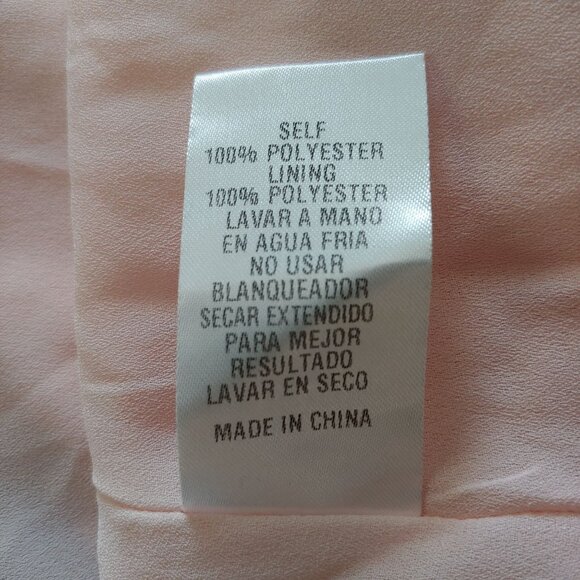 SELF
100% POLYESTER
LINING
100% POLYESTER
LAVAR A MANO
EN AGUA FRIA
NO USAR
BLANQUEADOR
SECAR EXTENDIDO
PARA MEJOR
RESULTADO
LAVAR EN SECO
MADE IN CHINA